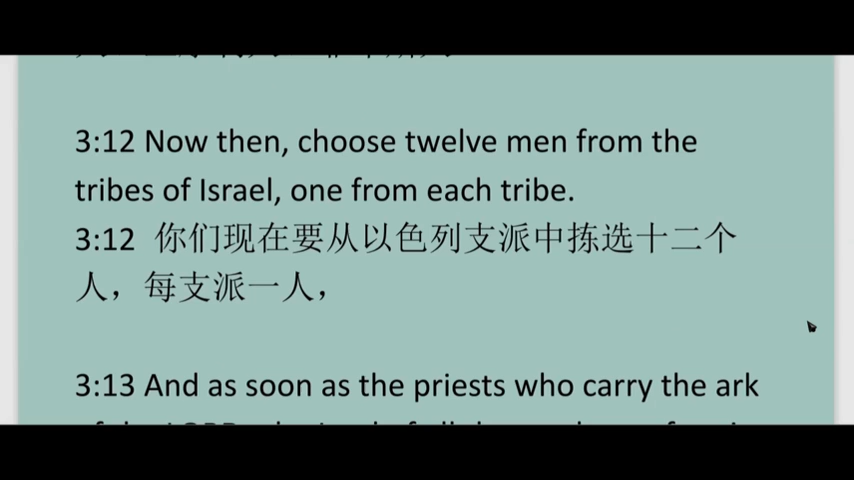 3:12 Now then, choose twelve men from the
tribes of Israel, one from each tribe.
3:12 你们现在要从以色列支派中拣选十二个
人，每支派一人，
3:13 And as soon as the priests who carry the ark